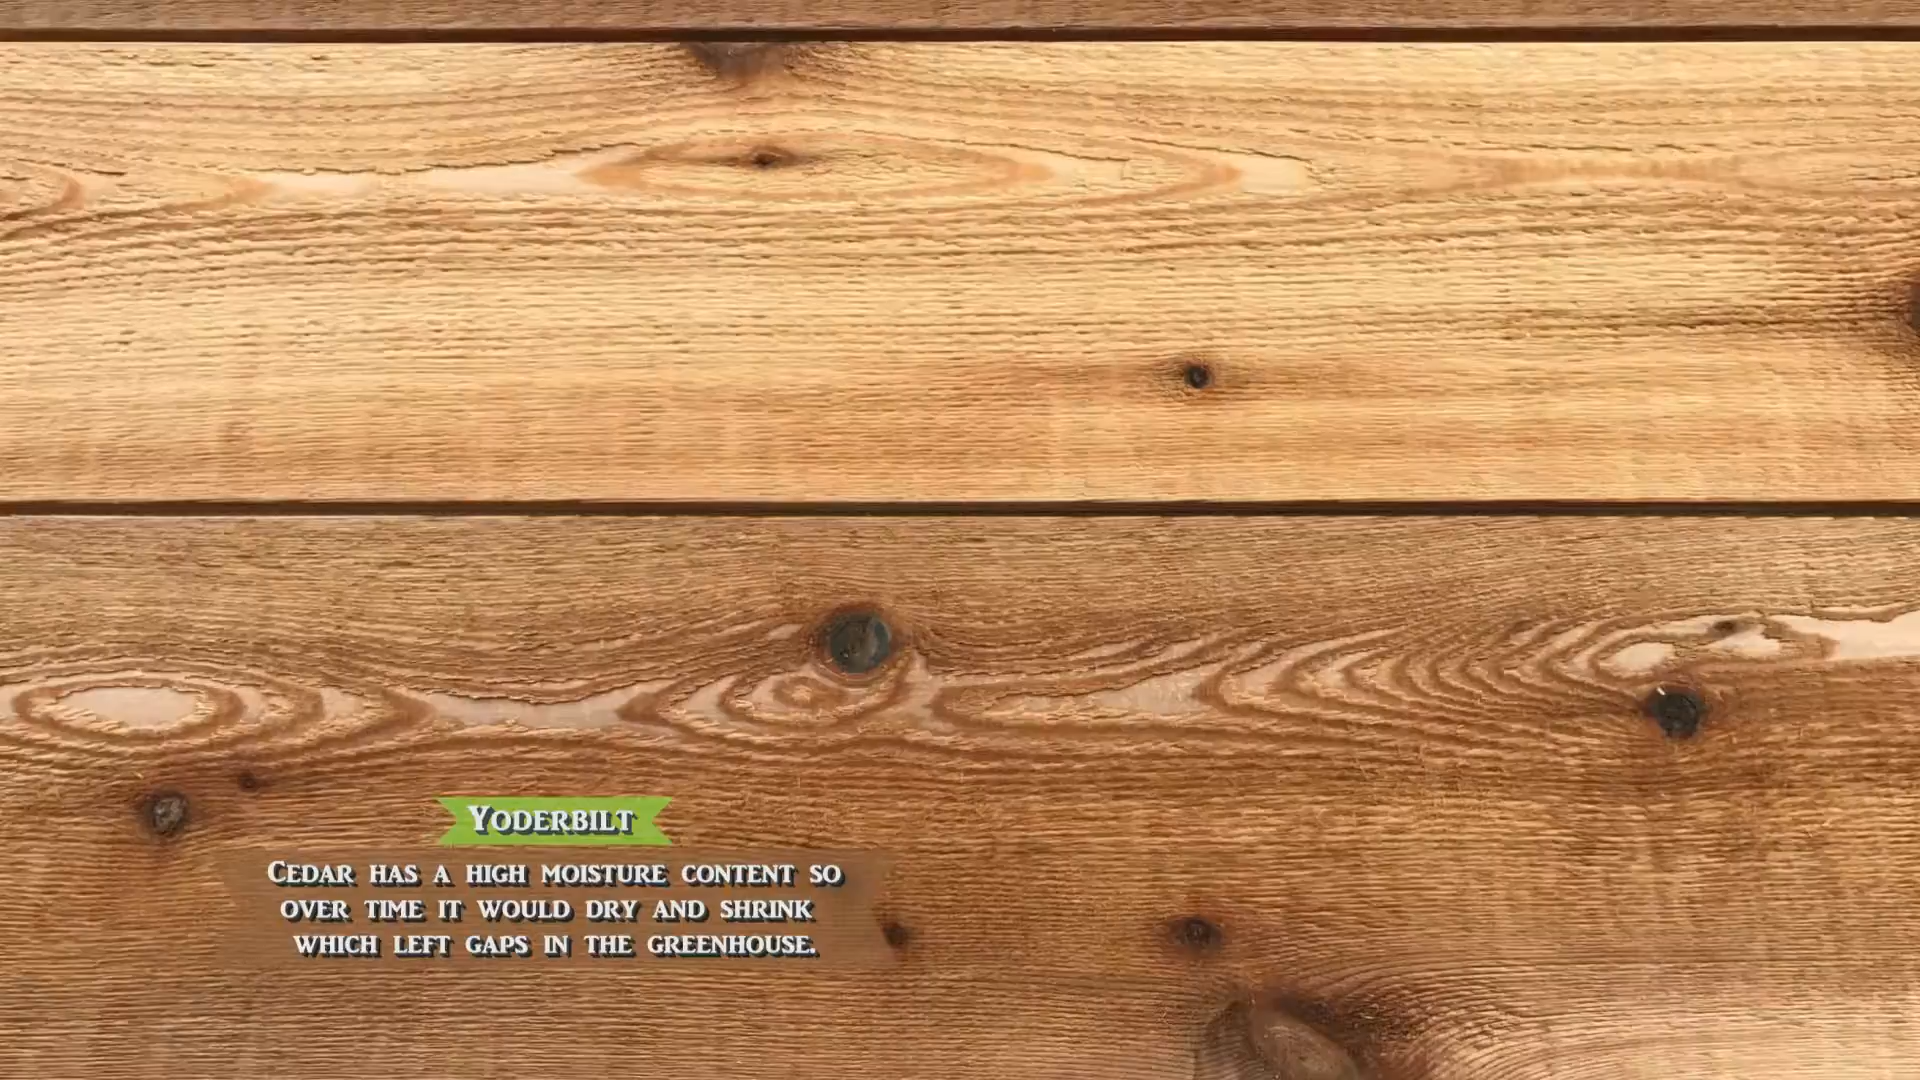 Yoderbilt
Cedar has a high moisture content so
over time it would dry and shrink
which left gaps in the greenhouse.